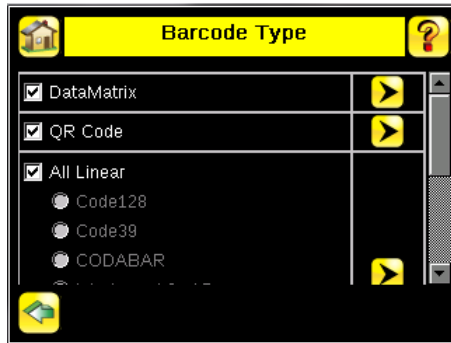 Barcode Type
?
DataMatrix
QR Code
All Linear
Code128
Code39
CODABAR